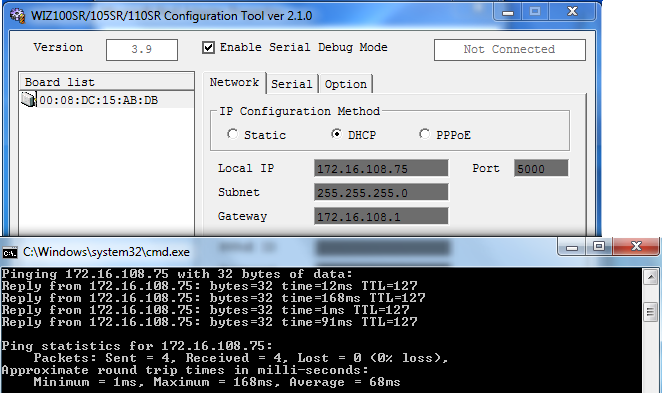 WIZ100SR/105SR/110SR Configuration Tool ver 2.1.0
Version 3.9 Enable Serial Debug Mode Not Connected
Board list
Network Serial Option
00:08:DC:15:AB:DB
IP Configuration Method
Static DHCP PPPoE
Local IP 172.16.108.75 Port 5000
Subnet 255.255.255.0
Gateway 172.16.108.1
C:\Windows\system32\cmd.exe
Pinging 172.16.108.75 with 32 bytes of data:
Reply from 172.16.108.75: bytes=32 time=12ms TTL=127
Reply from 172.16.108.75: bytes=32 time=168ms TTL=127
Reply from 172.16.108.75: bytes=32 time=1ms TTL=127
Reply from 172.16.108.75: bytes=32 time=91ms TTL=127
Ping statistics for 172.16.108.75:
Packets: Sent = 4, Received = 4, Lost = 0 (0% loss),
Approximate round trip times in milli-seconds:
Minimum = 1ms, Maximum = 168ms, Average = 68ms